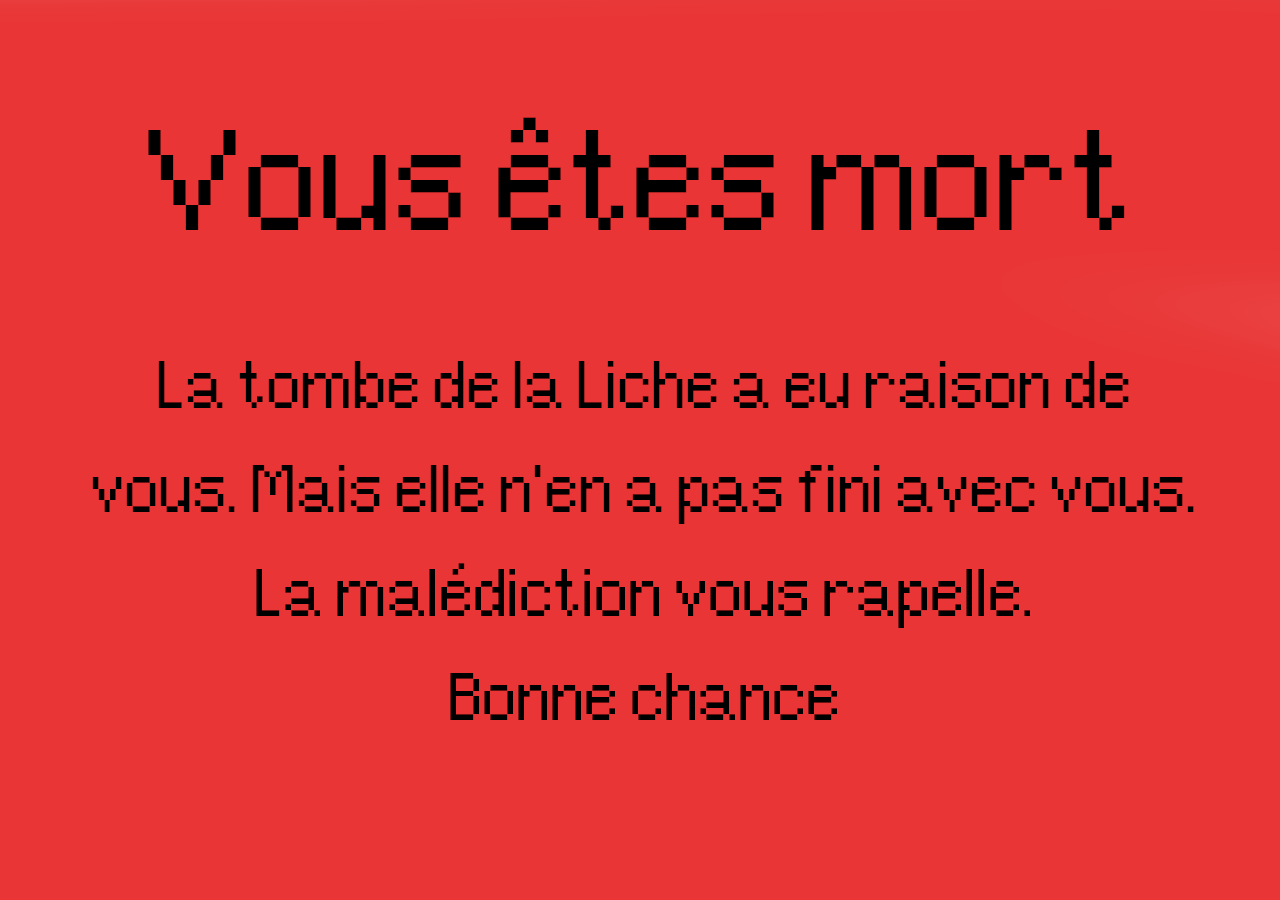 Vous êtes mort
La tombe de la Liche a eu raison de
vous. Mais elle n'en a pas fini avec vous.
La malédiction vous rapelle.
Bonne chance